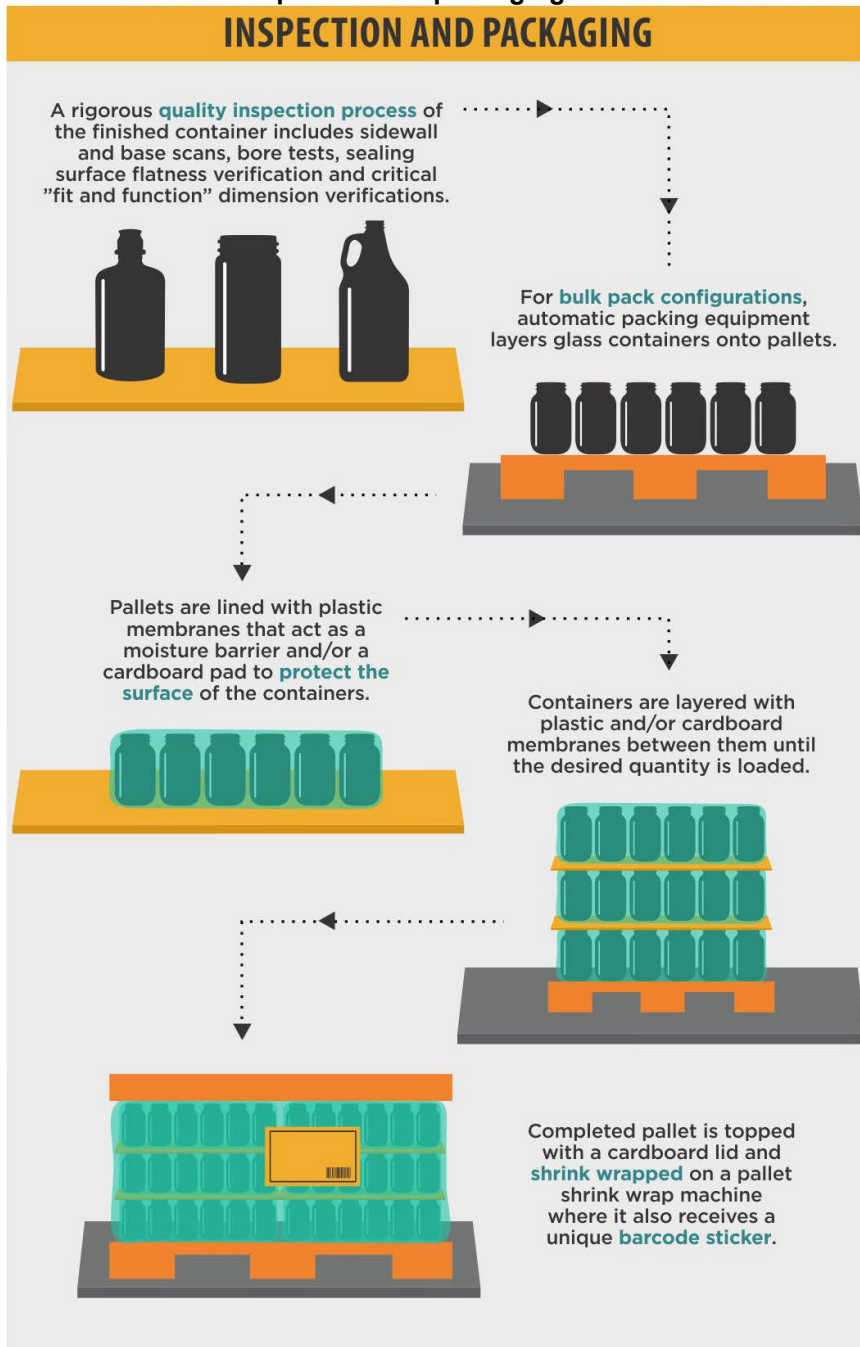 INSPECTION AND PACKAGING
A rigorous quality inspection process of
the finished container includes sidewall
and base scans, bore tests, sealing
surface flatness verification and critical
”fit and function” dimension verifications.
For bulk pack configurations,
automatic packing equipment
layers glass containers onto pallets.
Pallets are lined with plastic
membranes that act as a
moisture barrier and/or a
cardboard pad to protect the
surface of the containers.
Containers are layered with
plastic and/or cardboard
membranes between them until
the desired quantity is loaded.
Completed pallet is topped
with a cardboard lid and
shrink wrapped on a pallet
shrink wrap machine
where it also receives a
unique barcode sticker.